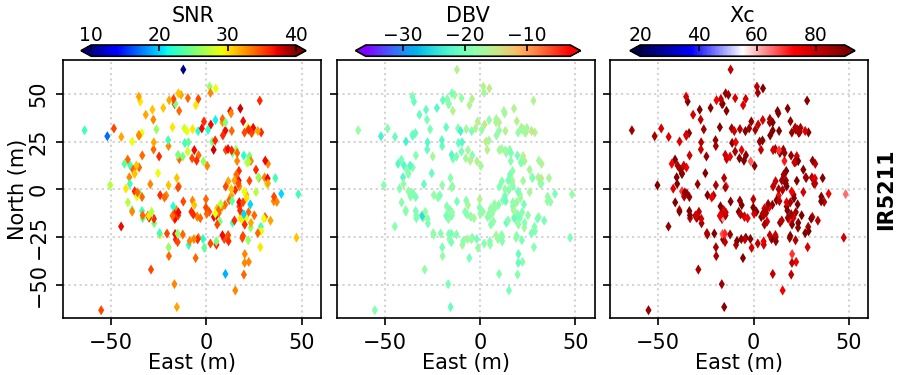 SNR
DBV
Xc
10 20 30 40
−30 −20 −10
20 40 60 80
North (m)
50
25
0
−25
−50
−50 0 50
−50 0 50
−50 0 50
East (m)
East (m)
East (m)
IR5211